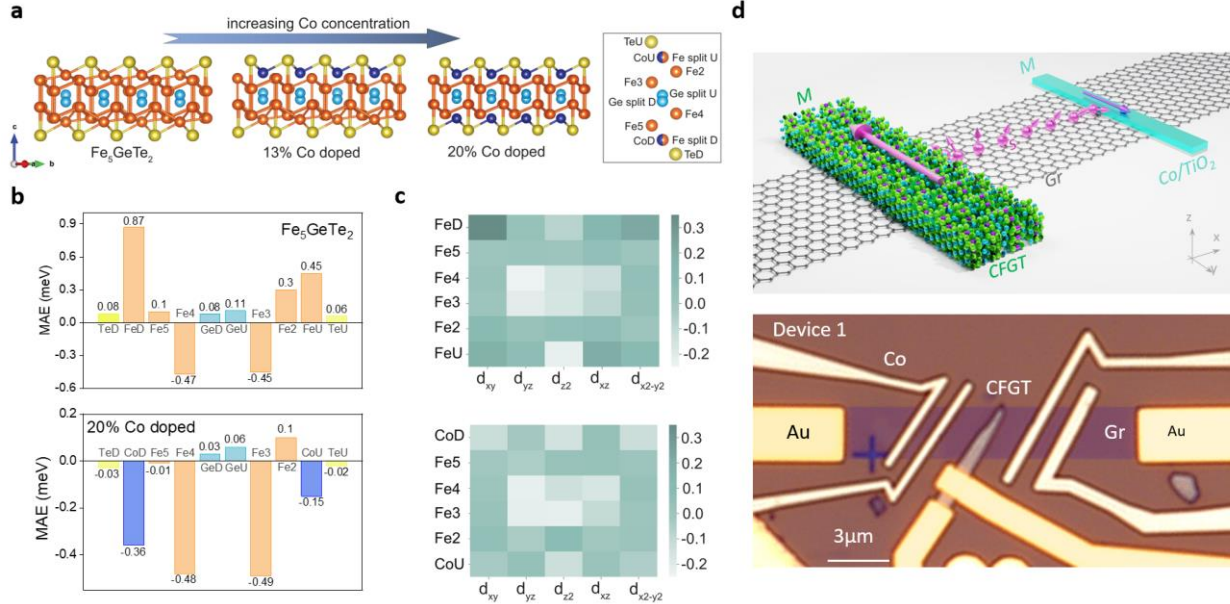 a
increasing Co concentration
Fe5GeTe2
13% Co doped
20% Co doped
c
a
b
TeU
CoU
Fe split U
Fe2
Fe3
Ge split U
Ge split D
Fe4
Fe5
CoD
Fe split D
TeD
b
MAE (meV)
0.9
0.6
0.3
0.0
-0.3
-0.6
Fe5GeTe2
0.08
0.87
0.1
Fe4
0.08
0.11
Fe3
0.3
0.45
0.06
TeD
FeD
Fe5
-0.47
GeD
GeU
-0.45
Fe2
FeU
TeU
MAE (meV)
0.2
0.0
-0.2
-0.4
20% Co doped
TeD
CoD
Fe5
Fe4
0.03
0.06
Fe3
0.1
CoU
TeU
-0.03
-0.36
-0.01
-0.48
GeD
GeU
-0.49
Fe2
-0.15
-0.02
c
FeD
Fe5
Fe4
Fe3
Fe2
FeU
dxy
dyz
dz2
dxz
dx2-y2
0.3
0.2
0.1
0.0
-0.1
-0.2
CoD
Fe5
Fe4
Fe3
Fe2
CoU
dxy
dyz
dz2
dxz
dx2-y2
0.3
0.2
0.1
0.0
-0.1
-0.2
d
M
M
s
Gr
Co/TiO2
CFGT
z
x
y
Device 1
Co
CFGT
Au
Gr
Au
3μm